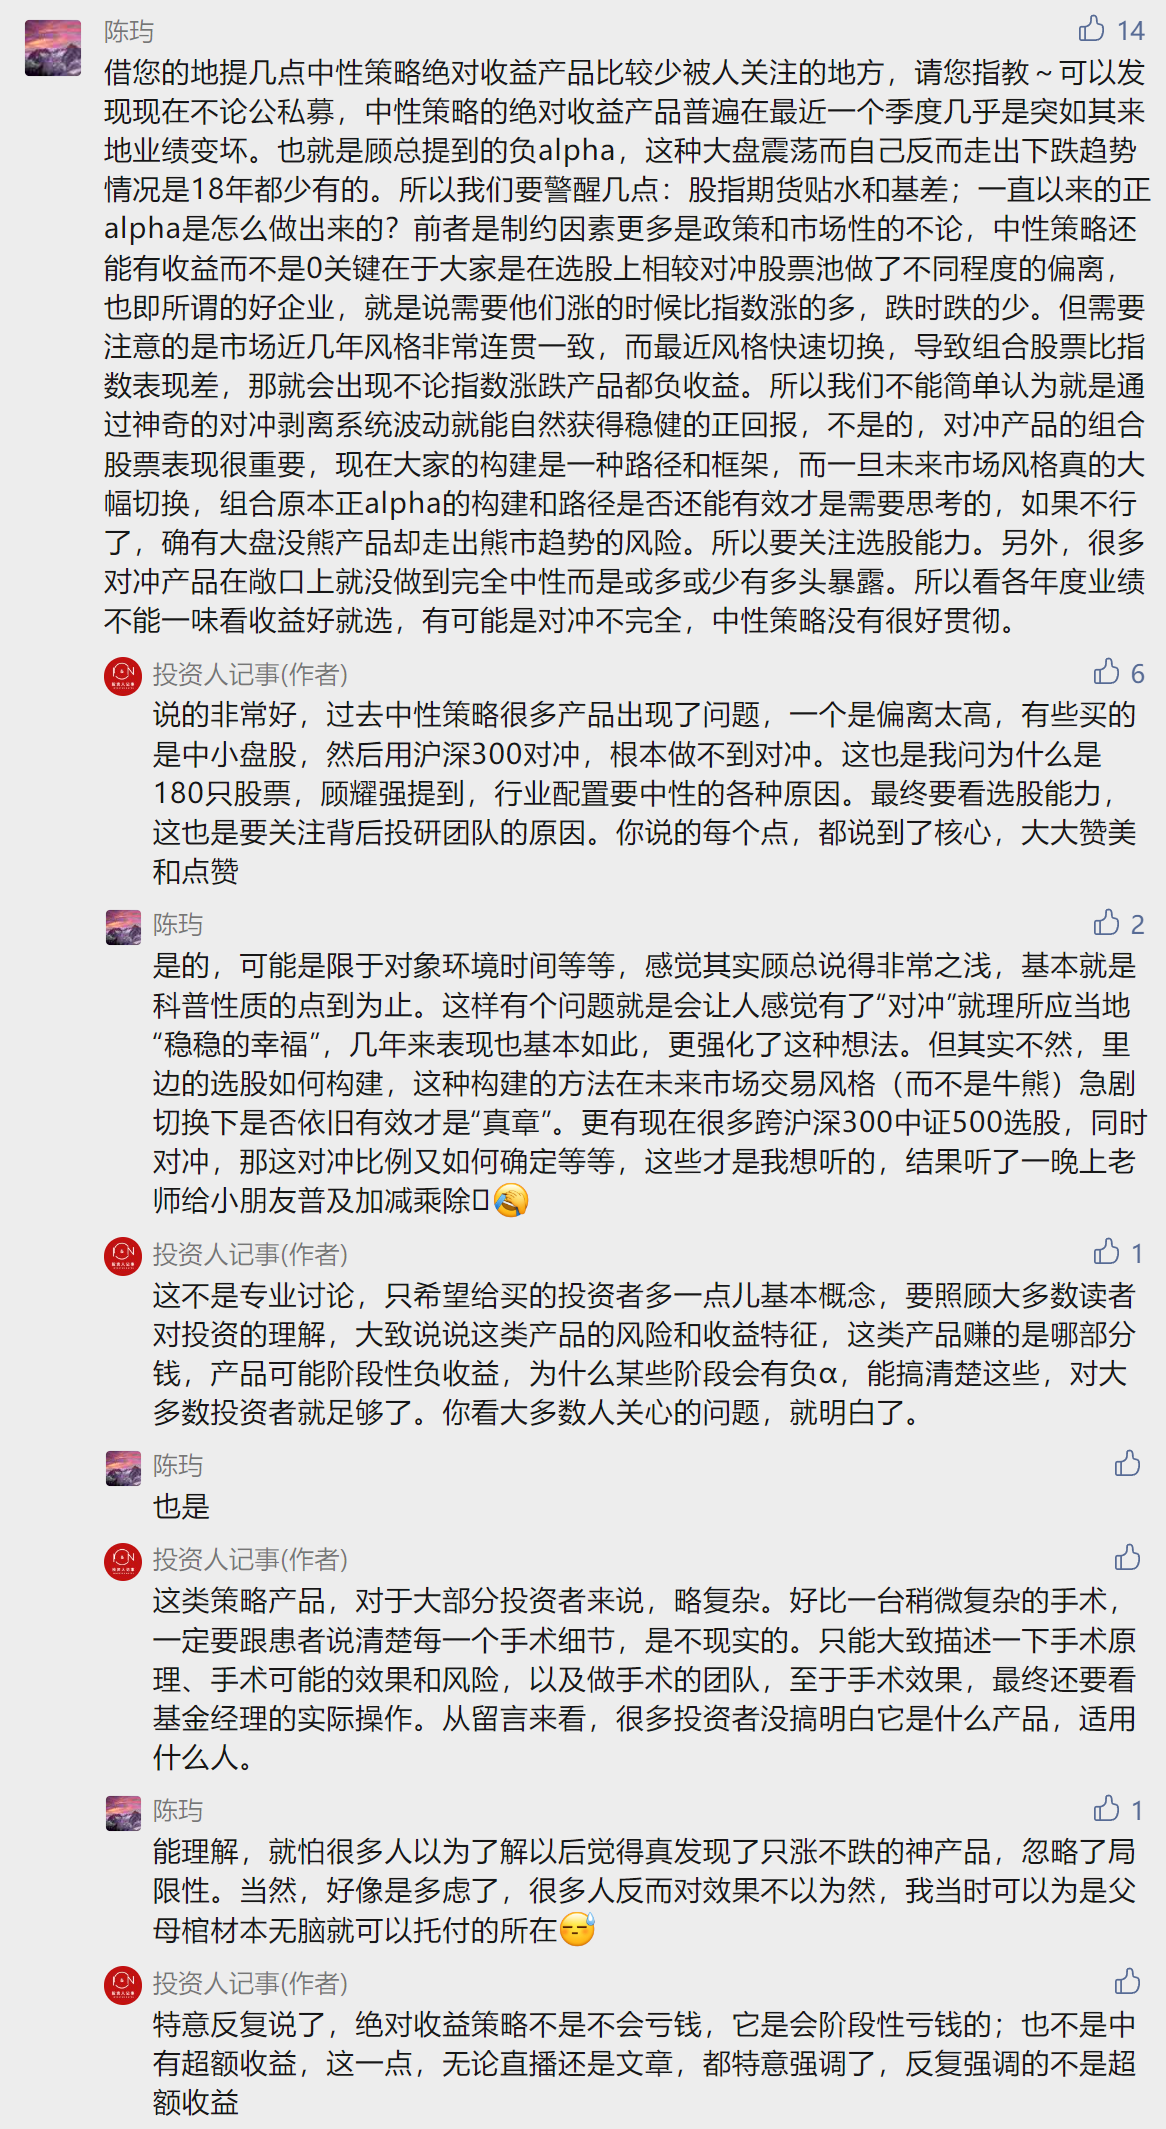 陈玙
14
借您的地提几点中性策略绝对收益产品比较少被人关注的地方，请您指教～可以发
现现在不论公私募，中性策略的绝对收益产品普遍在最近一个季度几乎是突如其来
地业绩变坏。也就是顾总提到的负alpha，这种大盘震荡而自己反而走出下跌趋势
情况是18年都少有的。所以我们要警醒几点：股指期货贴水和基差；一直以来的正
alpha是怎么做出来的？前者是制约因素更多是政策和市场性的不论，中性策略还
能有收益而不是0关键在于大家是在选股上相较对冲股票池做了不同程度的偏离，
也即所谓的好企业，就是说需要他们涨的时候比指数涨的多，跌时跌的少。但需要
注意的是市场近几年风格非常连贯一致，而最近风格快速切换，导致组合股票比指
数表现差，那就会出现不论指数涨跌产品都负收益。所以我们不能简单认为就是通
过神奇的对冲剥离系统波动就能自然获得稳健的正回报，不是的，对冲产品的组合
股票表现很重要，现在大家的构建是一种路径和框架，而一旦未来市场风格真的大
幅切换，组合原本正alpha的构建和路径是否还能有效才是需要思考的，如果不行
了，确有大盘没熊产品却走出熊市趋势的风险。所以要关注选股能力。另外，很多
对冲产品在敞口上就没做到完全中性而是或多或少有多头暴露。所以看各年度业绩
不能一味看收益好就选，有可能是对冲不完全，中性策略没有很好贯彻。
投资人记事(作者)
6
说的非常好，过去中性策略很多产品出现了问题，一个是偏离太高，有些买的
是中小盘股，然后用沪深300对冲，根本做不到对冲。这也是我问为什么是
180只股票，顾耀强提到，行业配置要中性的各种原因。最终要看选股能力，
这也是要关注背后投研团队的原因。你说的每个点，都说到了核心，大大赞美
和点赞
陈玙
2
是的，可能是限于对象环境时间等等，感觉其实顾总说得非常之浅，基本就是
科普性质的点到为止。这样有个问题就是会让人感觉有了“对冲”就理所应当地
“稳稳的幸福”，几年来表现也基本如此，更强化了这种想法。但其实不然，里
边的选股如何构建，这种构建的方法在未来市场交易风格（而不是牛熊）急剧
切换下是否依旧有效才是“真章”。更有现在很多跨沪深300中证500选股，同时
对冲，那这对冲比例又如何确定等等，这些才是我想听的，结果听了一晚上老
师给小朋友普及加减乘除
投资人记事(作者)
1
这不是专业讨论，只希望给买的投资者多一点儿基本概念，要照顾大多数读者
对投资的理解，大致说说这类产品的风险和收益特征，这类产品赚的是哪部分
钱，产品可能阶段性负收益，为什么某些阶段会有负α，能搞清楚这些，对大
多数投资者就足够了。你看大多数人关心的问题，就明白了。
陈玙
也是
投资人记事(作者)
这类策略产品，对于大部分投资者来说，略复杂。好比一台稍微复杂的手术，
一定要跟患者说清楚每一个手术细节，是不现实的。只能大致描述一下手术原
理、手术可能的效果和风险，以及做手术的团队，至于手术效果，最终还要看
基金经理的实际操作。从留言来看，很多投资者没搞明白它是什么产品，适用
什么人。
陈玙
1
能理解，就怕很多人以为了解以后觉得真发现了只涨不跌的神产品，忽略了局
限性。当然，好像是多虑了，很多人反而对效果不以为然，我当时可以为是父
母棺材本无脑就可以托付的所在😓
投资人记事(作者)
特意反复说了，绝对收益策略不是不会亏钱，它是会阶段性亏钱的；也不是中
有超额收益，这一点，无论直播还是文章，都特意强调了，反复强调的不是超
额收益